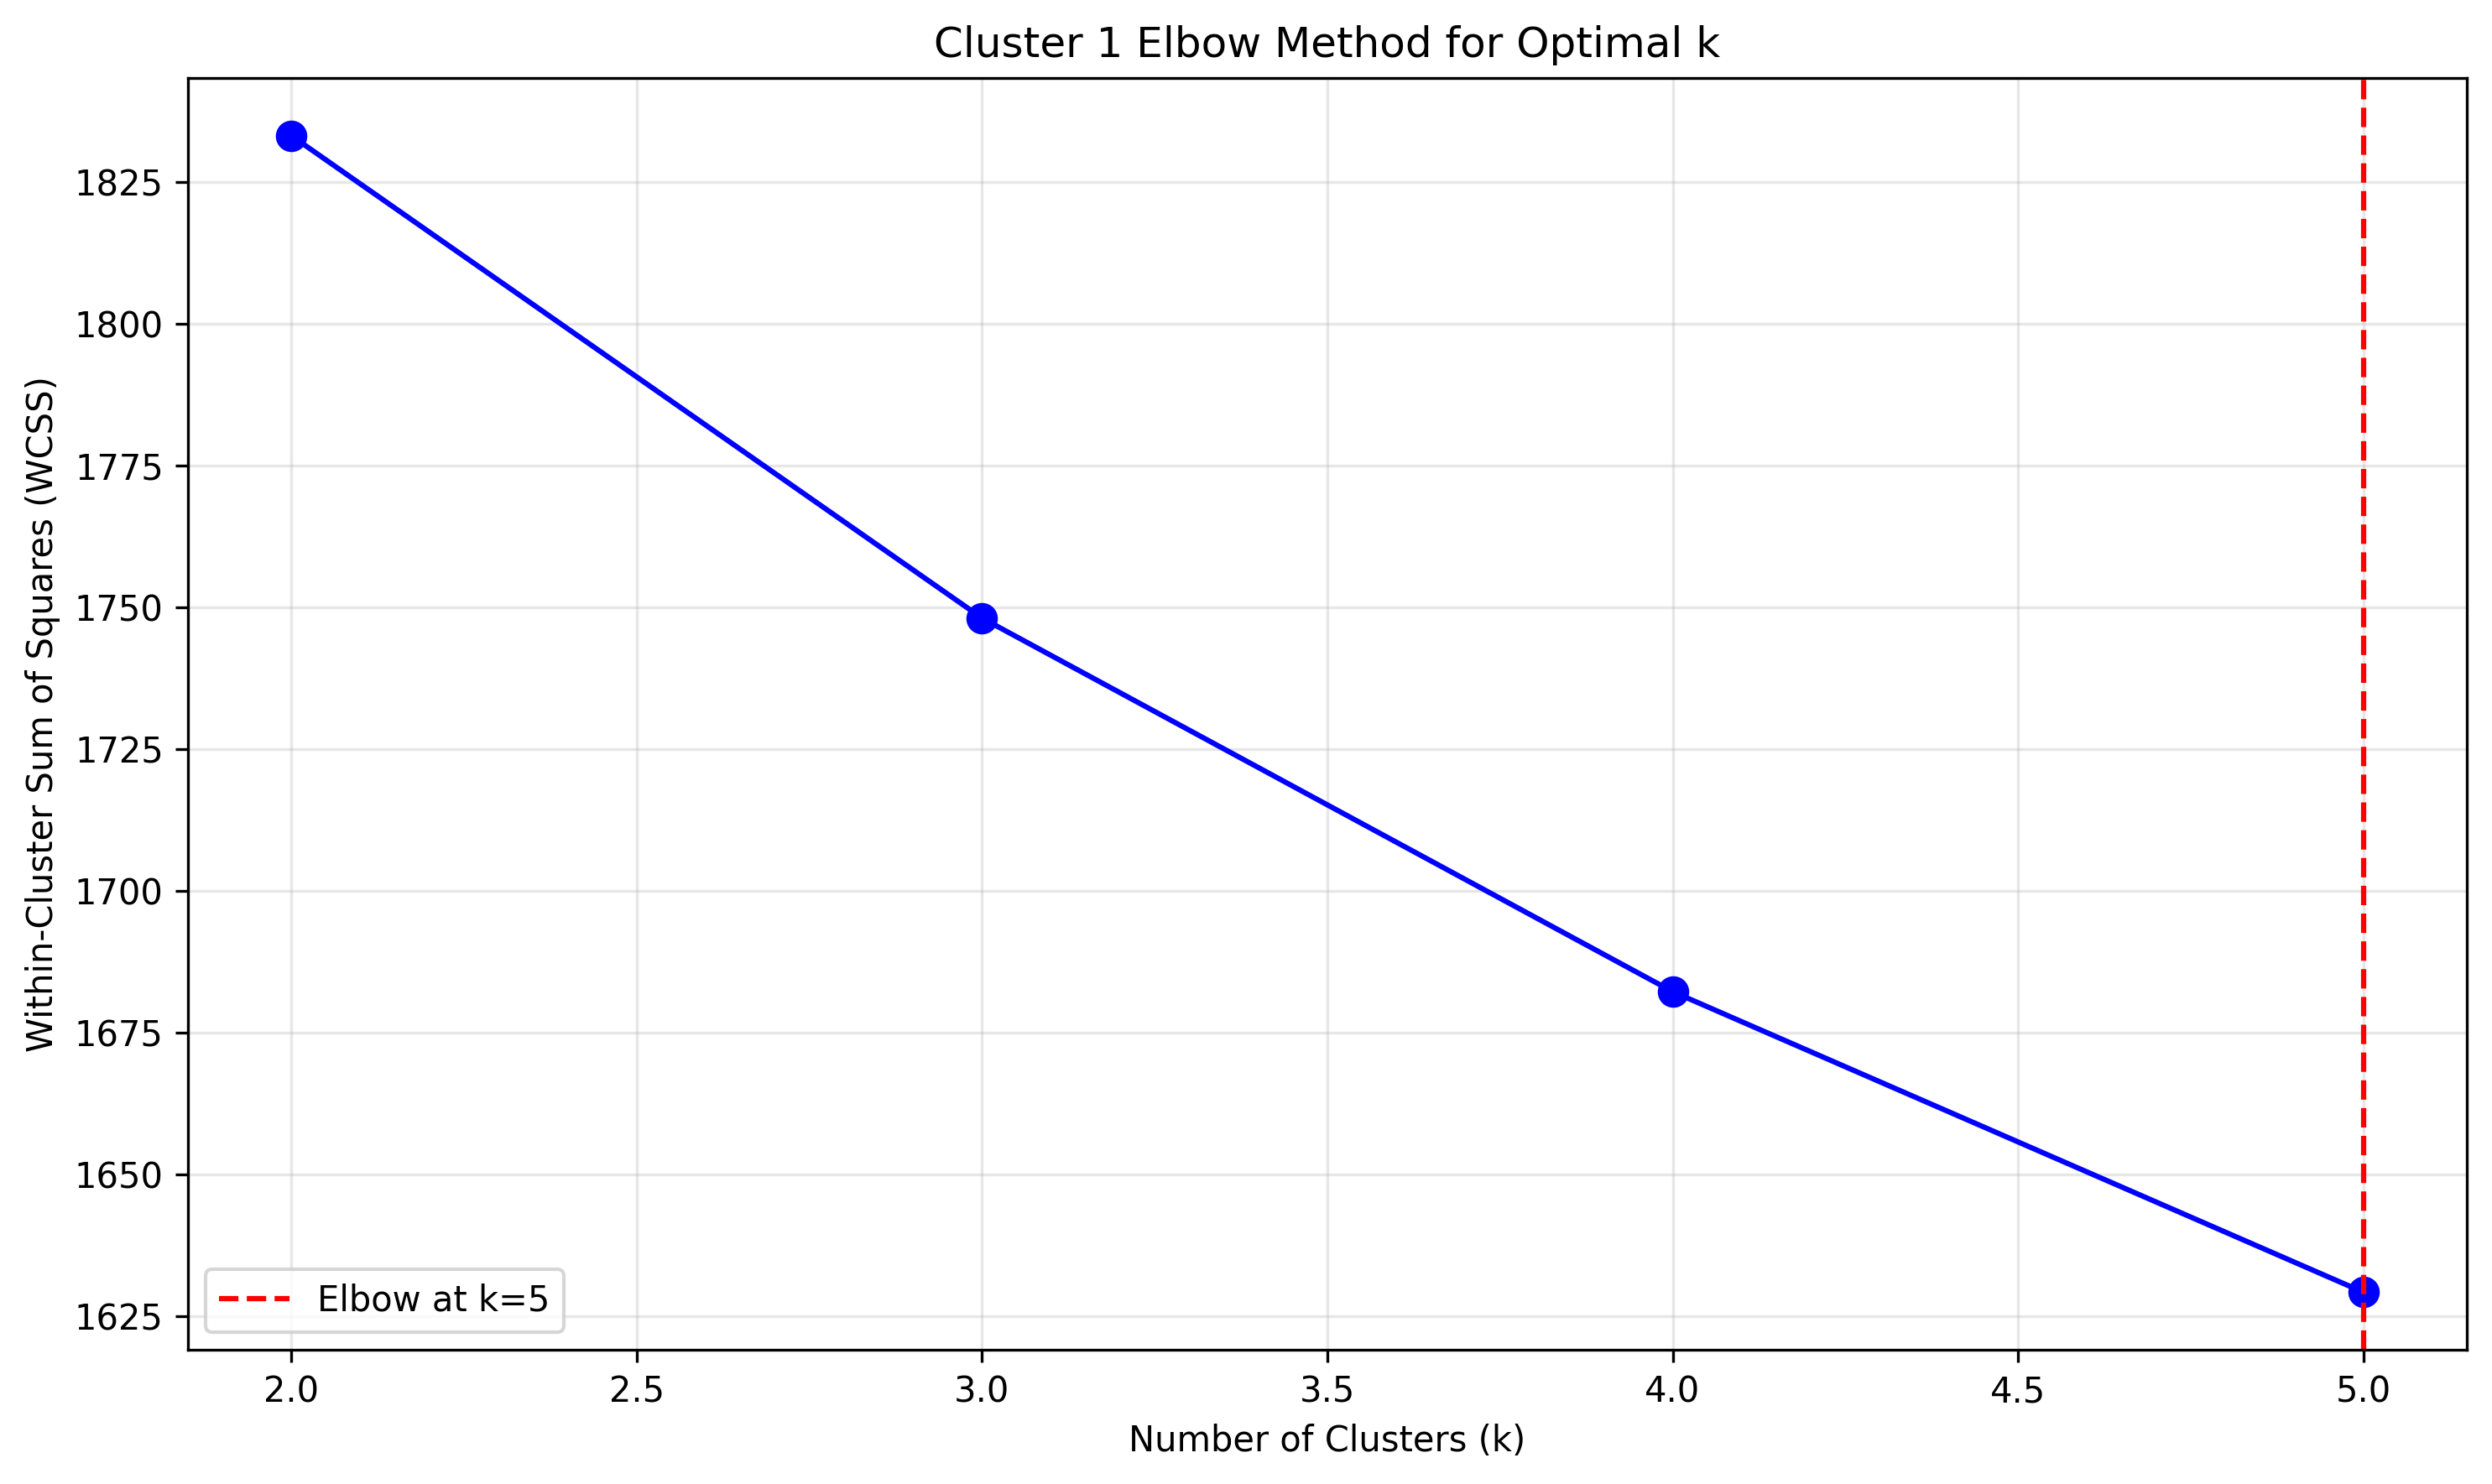 Cluster 1 Elbow Method for Optimal k
Within-Cluster Sum of Squares (WCSS)
1825
1800
1775
1750
1725
1700
1675
1650
1625
Elbow at k=5
2.0 2.5 3.0 3.5 4.0 4.5 5.0
Number of Clusters (k)